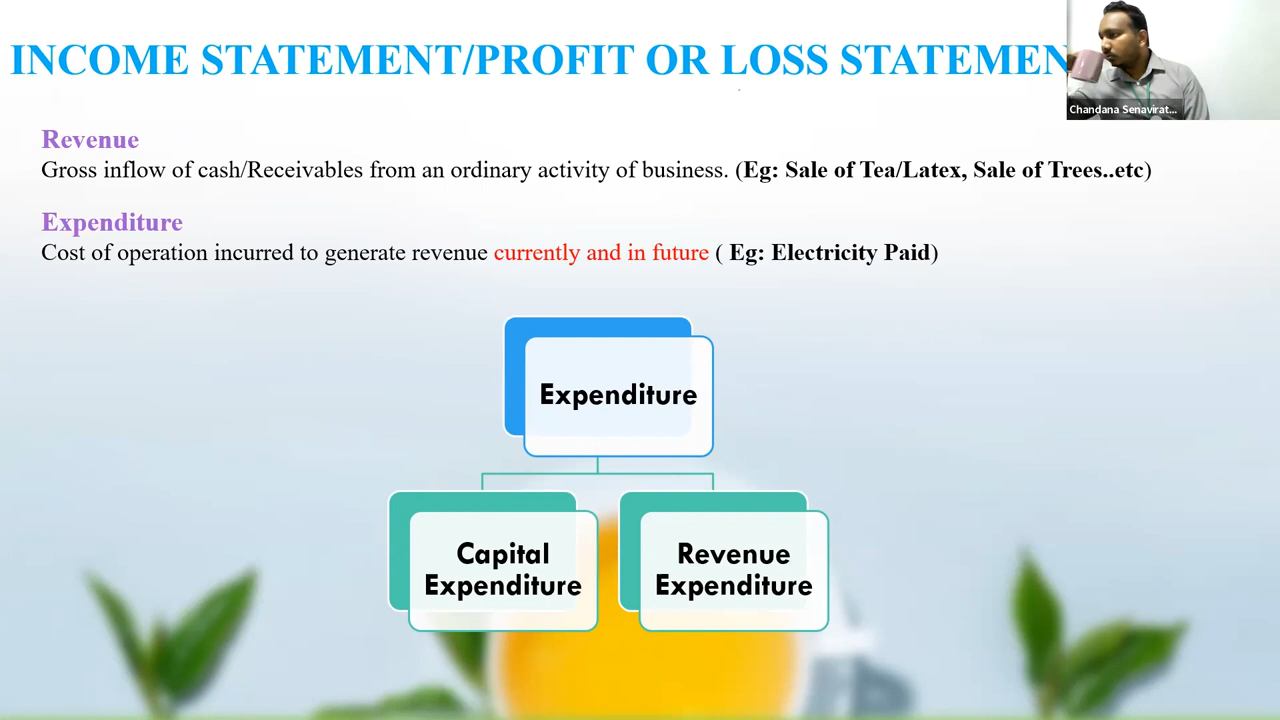 INCOME STATEMENT/PROFIT OR LOSS STATEMEN
Chandana Senavirat...
Revenue
Gross inflow of cash/Receivables from an ordinary activity of business. (Eg: Sale of Tea/Latex, Sale of Trees..etc)
Expenditure
Cost of operation incurred to generate revenue currently and in future ( Eg: Electricity Paid)
Expenditure
Capital
Expenditure
Revenue
Expenditure